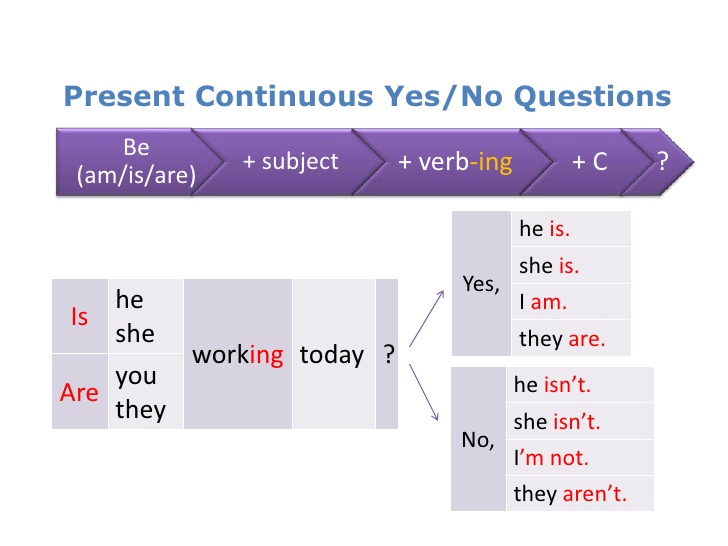 Present Continuous Yes/No Questions
Be
(am/is/are)
+ subject
+ verb-ing
+ C
?
Is
he
she
Are
you
they
working
today
?
Yes,
he is.
she is.
I am.
they are.
No,
he isn’t.
she isn’t.
I’m not.
they aren’t.